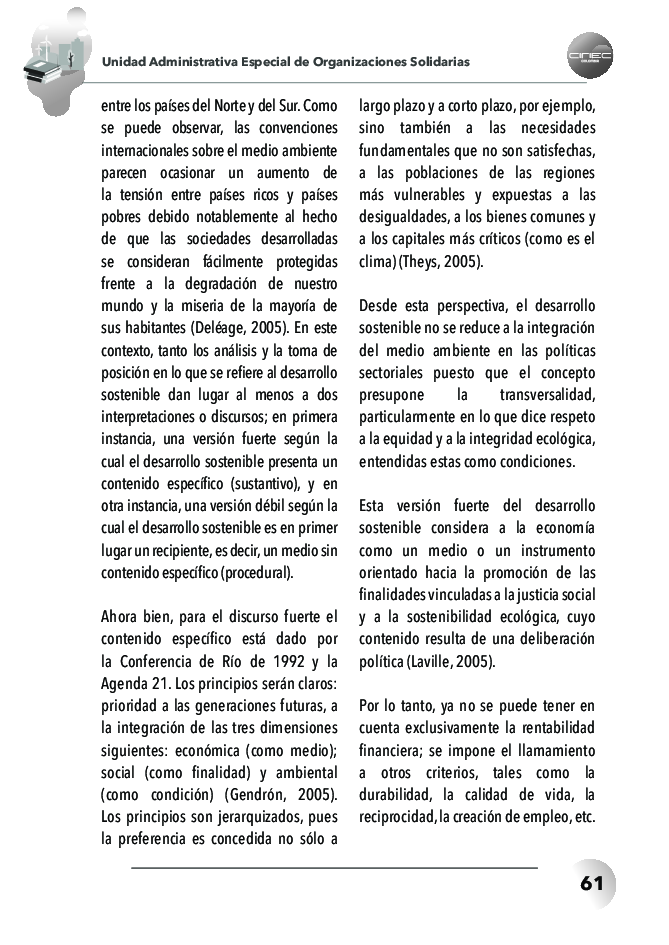 Unidad Administrativa Especial de Organizaciones Solidarias
CINEC
COLOMBIA
entre los países del Norte y del Sur. Como
se puede observar, las convenciones
internacionales sobre el medio ambiente
parecen ocasionar un aumento de
la tensión entre países ricos y países
pobres debido notablemente al hecho
de que las sociedades desarrolladas
se consideran fácilmente protegidas
frente a la degradación de nuestro
mundo y la miseria de la mayoría de
sus habitantes (Deléage, 2005). En este
contexto, tanto los análisis y la toma de
posición en lo que se refiere al desarrollo
sostenible dan lugar al menos a dos
interpretaciones o discursos; en primera
instancia, una versión fuerte según la
cual el desarrollo sostenible presenta un
contenido específico (sustantivo), y en
otra instancia, una versión débil según la
cual el desarrollo sostenible es en primer
lugar un recipiente, es decir, un medio sin
contenido específico (procedural).
Ahora bien, para el discurso fuerte el
contenido específico está dado por
la Conferencia de Río de 1992 y la
Agenda 21. Los principios serán claros:
prioridad a las generaciones futuras, a
la integración de las tres dimensiones
siguientes: económica (como medio);
social (como finalidad) y ambiental
(como condición) (Gendrón, 2005).
Los principios son jerarquizados, pues
la preferencia es concedida no sólo a
largo plazo y a corto plazo, por ejemplo,
sino también a las necesidades
fundamentales que no son satisfechas,
a las poblaciones de las regiones
más vulnerables y expuestas a las
desigualdades, a los bienes comunes y
a los capitales más críticos (como es el
clima) (Theys, 2005).
Desde esta perspectiva, el desarrollo
sostenible no se reduce a la integración
del medio ambiente en las políticas
sectoriales puesto que el concepto
presupone la transversalidad,
particularmente en lo que dice respeto
a la equidad y a la integridad ecológica,
entendidas estas como condiciones.
Esta versión fuerte del desarrollo
sostenible considera a la economía
como un medio o un instrumento
orientado hacia la promoción de las
finalidades vinculadas a la justicia social
y a la sostenibilidad ecológica, cuyo
contenido resulta de una deliberación
política (Laville, 2005).
Por lo tanto, ya no se puede tener en
cuenta exclusivamente la rentabilidad
financiera; se impone el llamamiento
a otros criterios, tales como la
durabilidad, la calidad de vida, la
reciprocidad, la creación de empleo, etc.
61